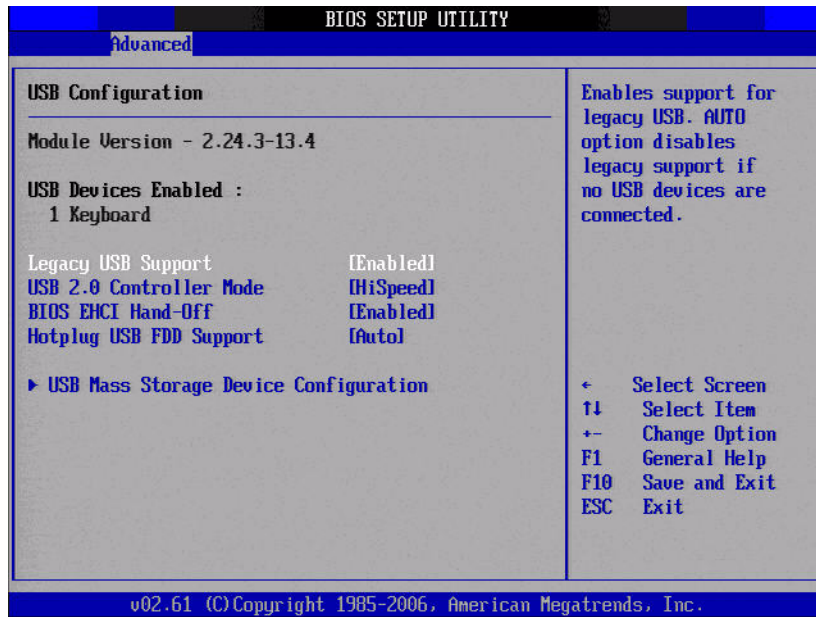 BIOS SETUP UTILITY
Advanced
USB Configuration
Module Version - 2.24.3-13.4
USB Devices Enabled :
1 Keyboard
Legacy USB Support [Enabled]
USB 2.0 Controller Mode [HiSpeed]
BIOS EHCI Hand-Off [Enabled]
Hotplug USB FDD Support [Auto]
▶ USB Mass Storage Device Configuration
Enables support for
legacy USB. AUTO
option disables
legacy support if
no USB devices are
connected.
← Select Screen
↑↓ Select Item
+- Change Option
F1 General Help
F10 Save and Exit
ESC Exit
v02.61 (C)Copyright 1985-2006, American Megatrends, Inc.